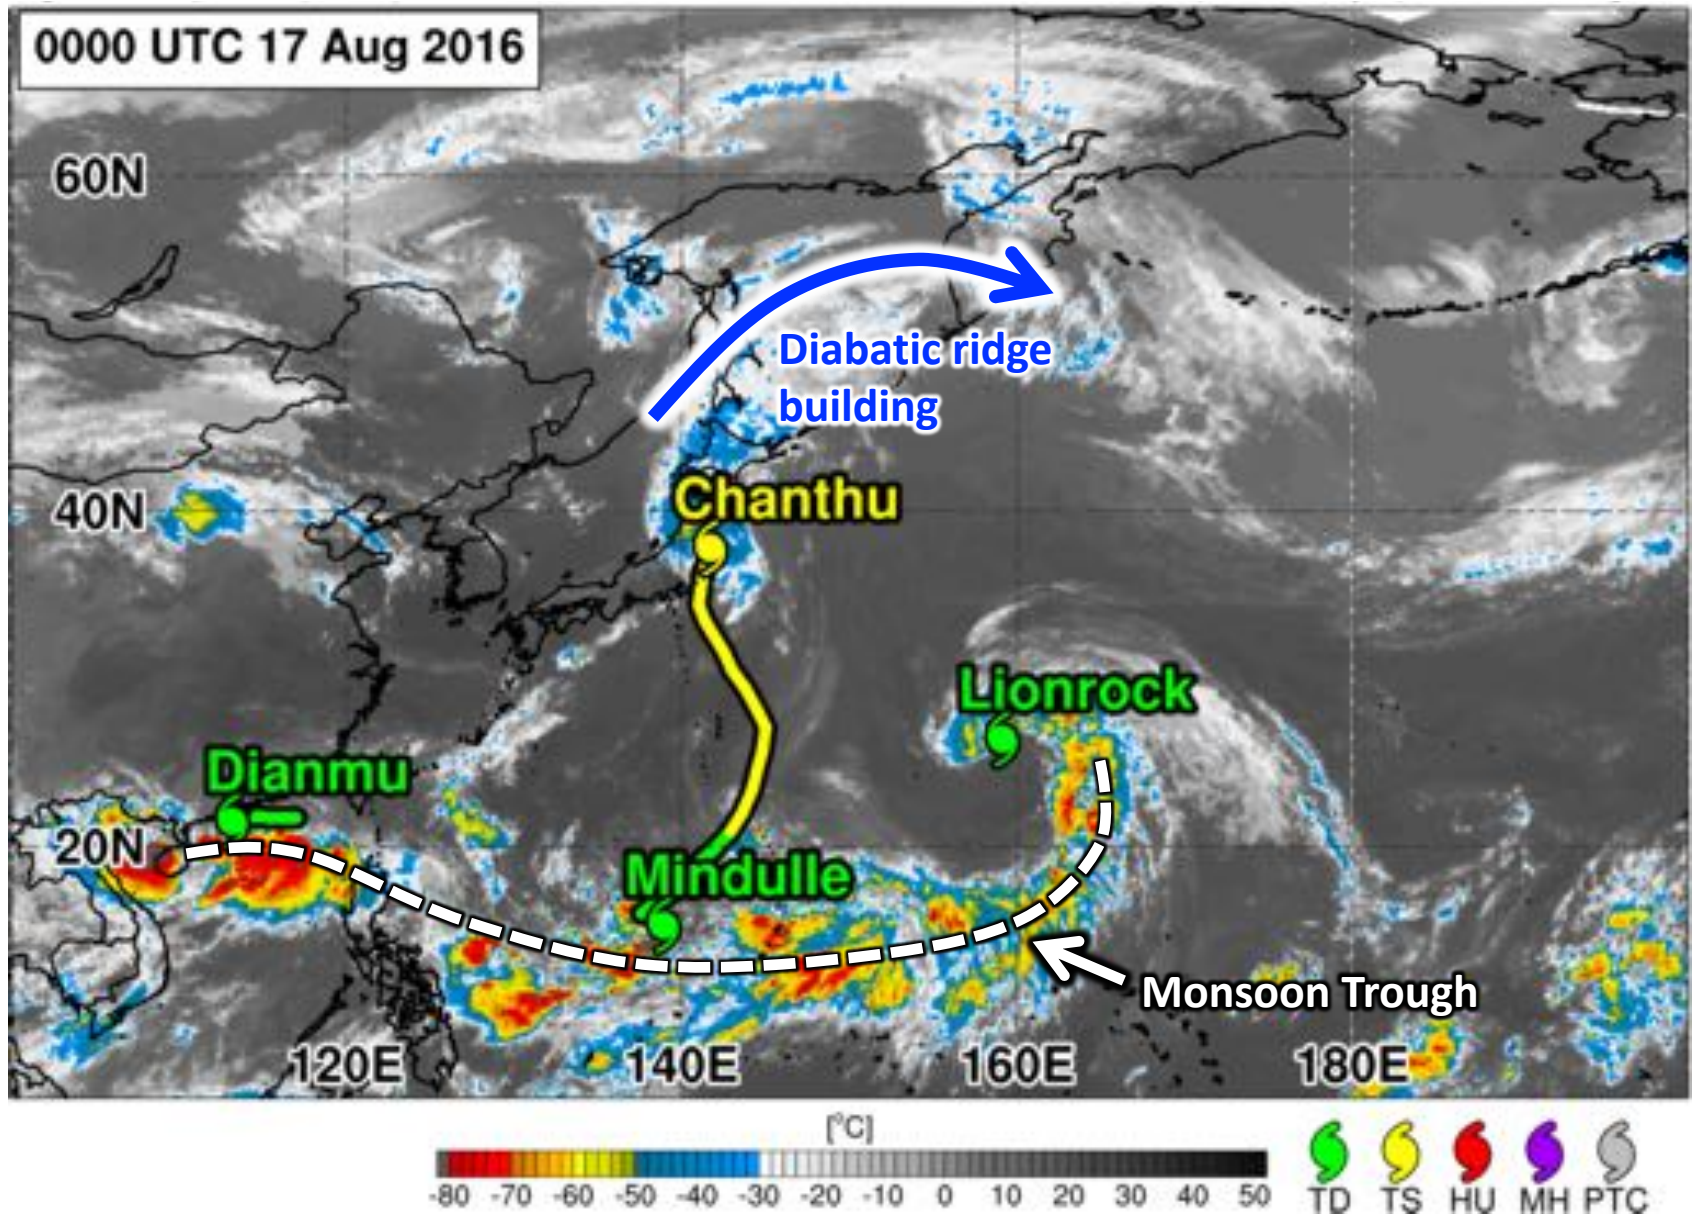 0000 UTC 17 Aug 2016
60N
Diabatic ridge
building
40N
Chanthu
Lionrock
Dianmu
20N
Mindulle
Monsoon Trough
120E 140E 160E 180E
[°C]
-80 -70 -60 -50 -40 -30 -20 -10 0 10 20 30 40 50
TD TS HU MH PTC